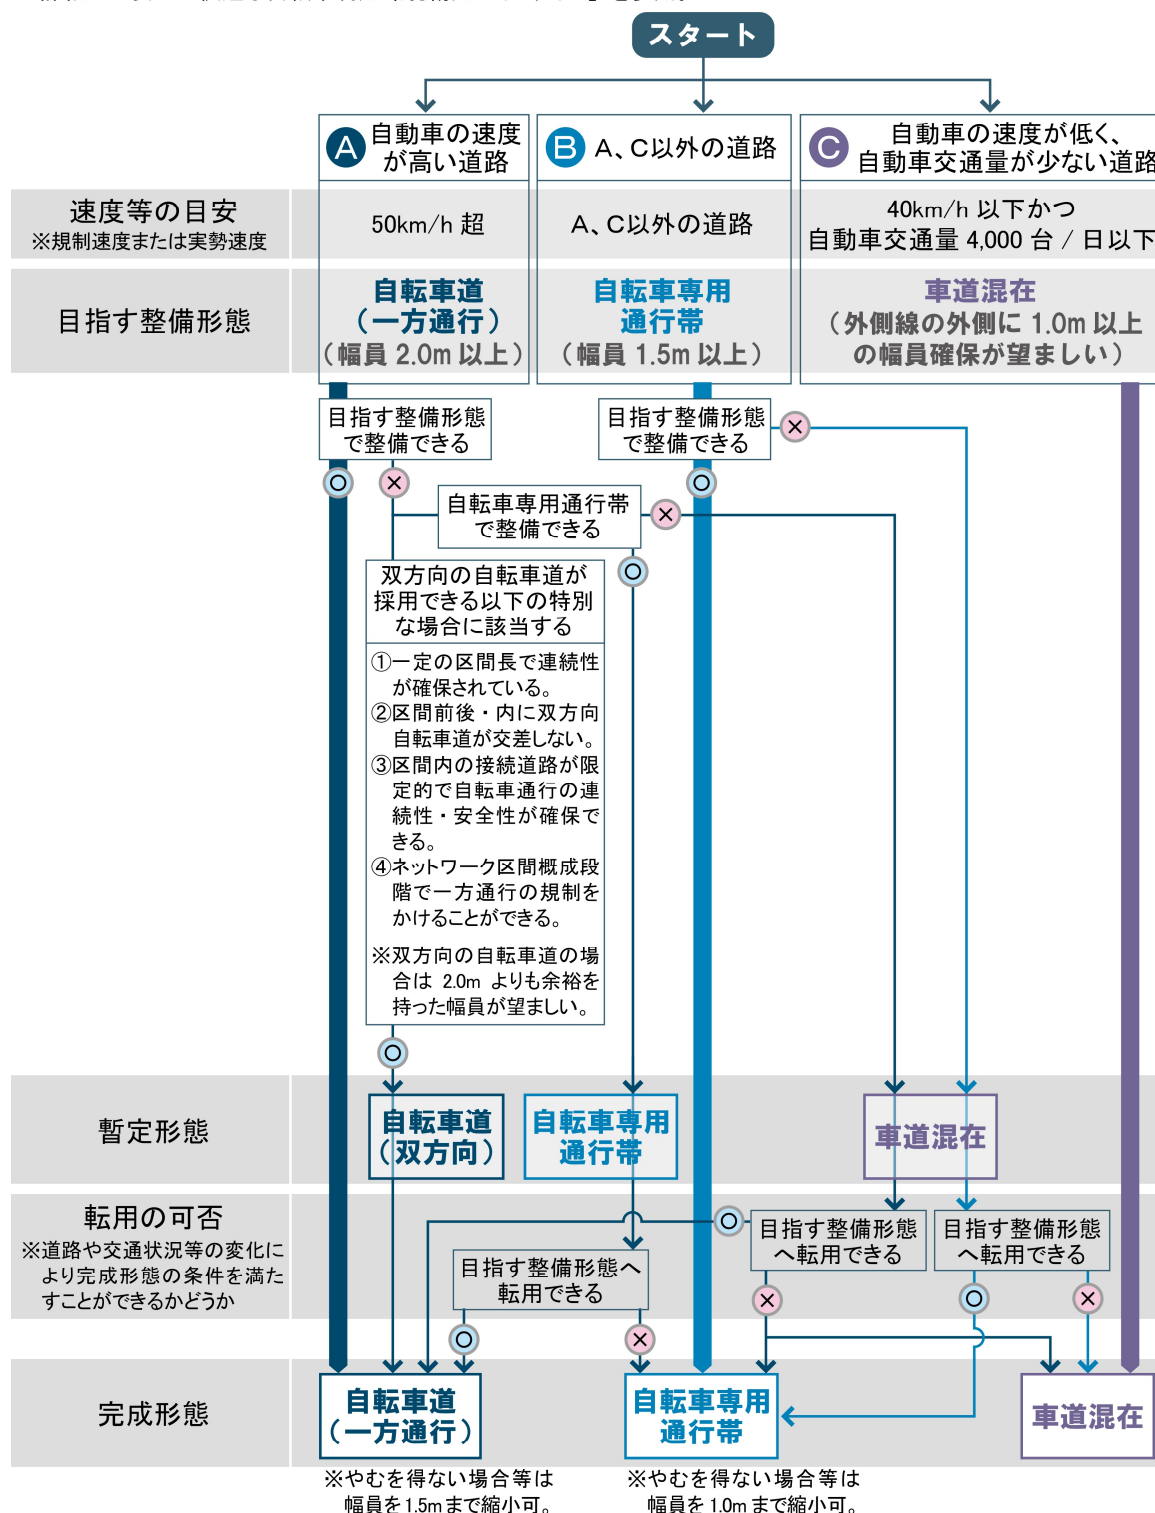 スタート
A 自動車の速度
が高い道路
B A、C以外の道路
C 自動車の速度が低く、
自動車交通量が少ない道路
速度等の目安
※規制速度または実勢速度
50km/h 超
A、C以外の道路
40km/h 以下かつ
自動車交通量 4,000 台 / 日以下
目指す整備形態
自転車道
(一方通行)
(幅員 2.0m 以上)
自転車専用
通行帯
(幅員 1.5m 以上)
車道混在
(外側線の外側に 1.0m 以上
の幅員確保が望ましい)
目指す整備形態
で整備できる
目指す整備形態
で整備できる
×
○
×
○
自転車専用通行帯
で整備できる
×
○
双方向の自転車道が
採用できる以下の特別
な場合に該当する
①一定の区間長で連続性
が確保されている。
②区間前後・内に双方向
自転車道が交差しない。
③区間内の接続道路が限
定的で自転車通行の連
続性・安全性が確保で
きる。
④ネットワーク区間概成段
階で一方通行の規制を
かけることができる。
※双方向の自転車道の場
合は 2.0m よりも余裕を
持った幅員が望ましい。
○
暫定形態
自転車道
(双方向)
自転車専用
通行帯
車道混在
転用の可否
※道路や交通状況等の変化に
より完成形態の条件を満た
すことができるかどうか
○
目指す整備形態
へ転用できる
目指す整備形態
へ転用できる
目指す整備形態へ
転用できる
×
○
×
○
×
完成形態
自転車道
(一方通行)
自転車専用
通行帯
車道混在
※やむを得ない場合等は
幅員を1.5mまで縮小可。
※やむを得ない場合等は
幅員を1.0mまで縮小可。